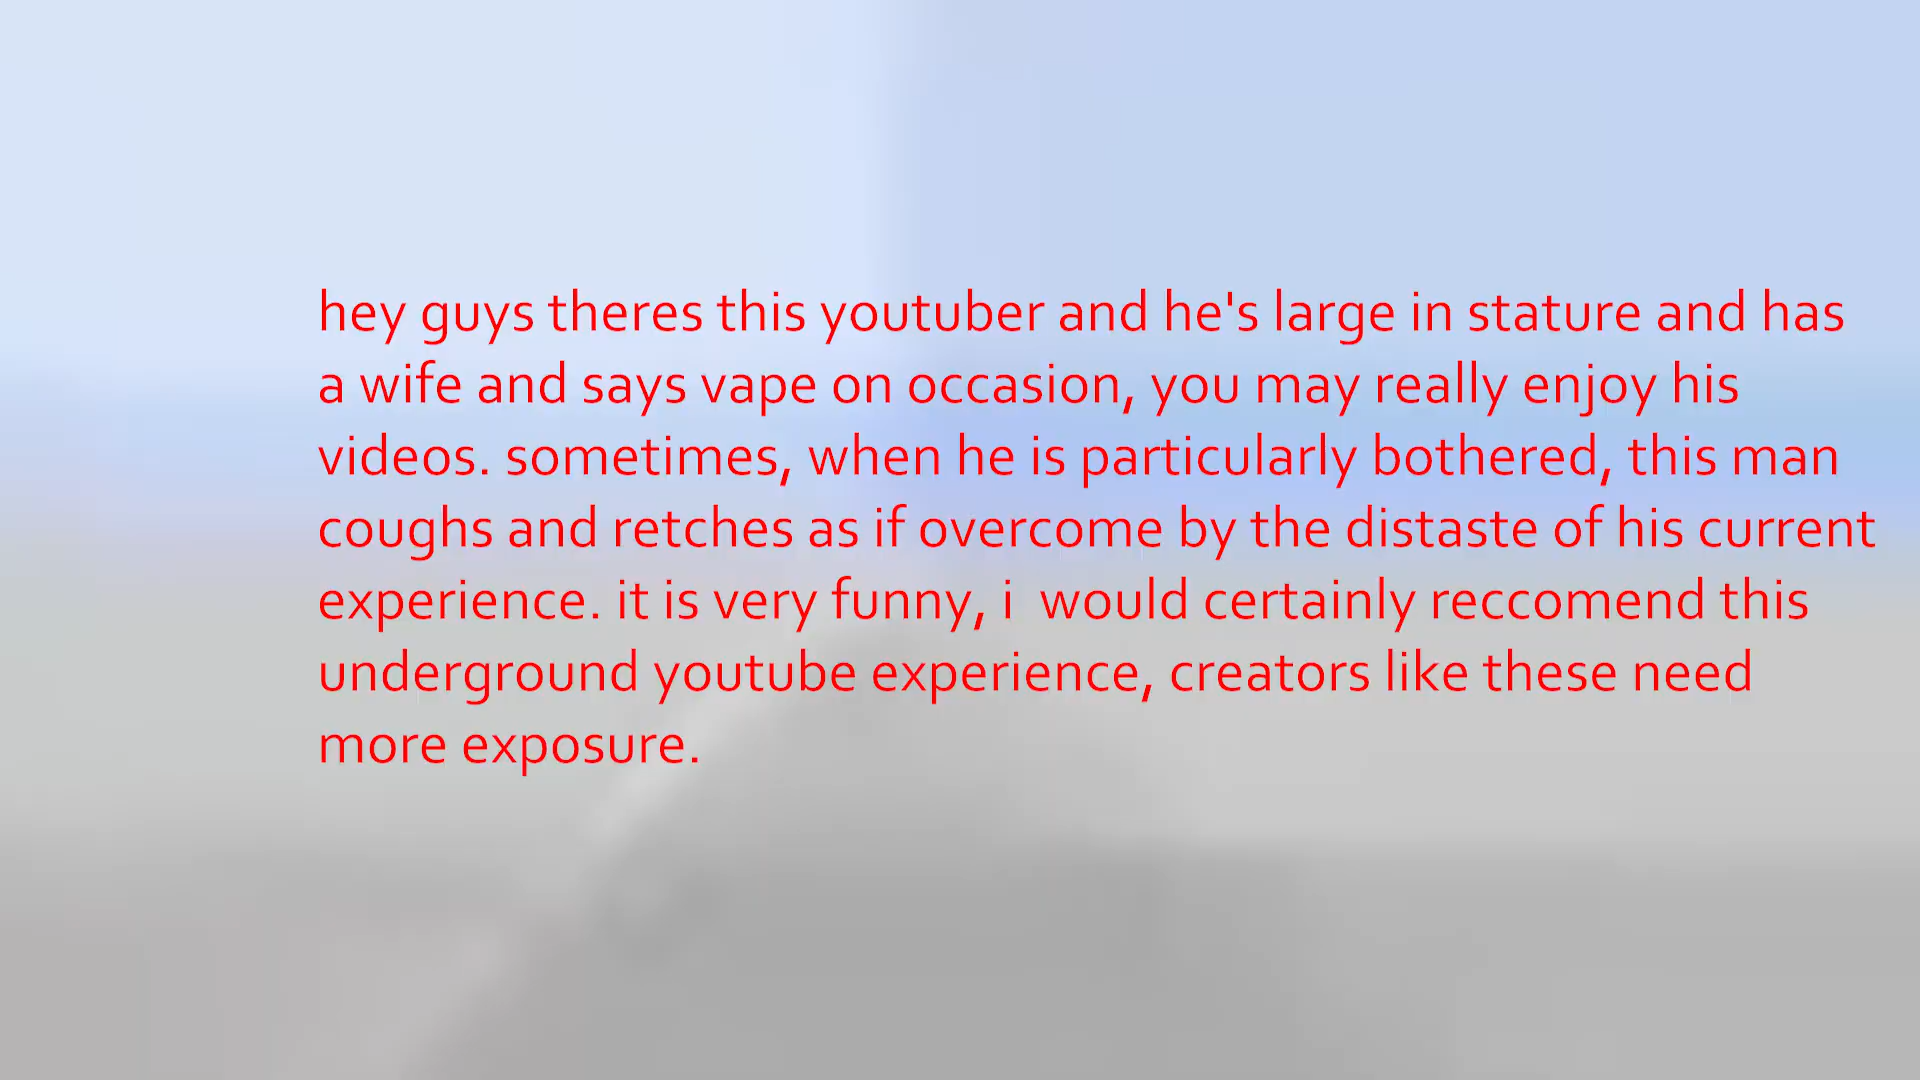 hey guys theres this youtuber and he's large in stature and has
a wife and says vape on occasion, you may really enjoy his
videos. sometimes, when he is particularly bothered, this man
coughs and retches as if overcome by the distaste of his current
experience. it is very funny, i  would certainly reccomend this
underground youtube experience, creators like these need
more exposure.